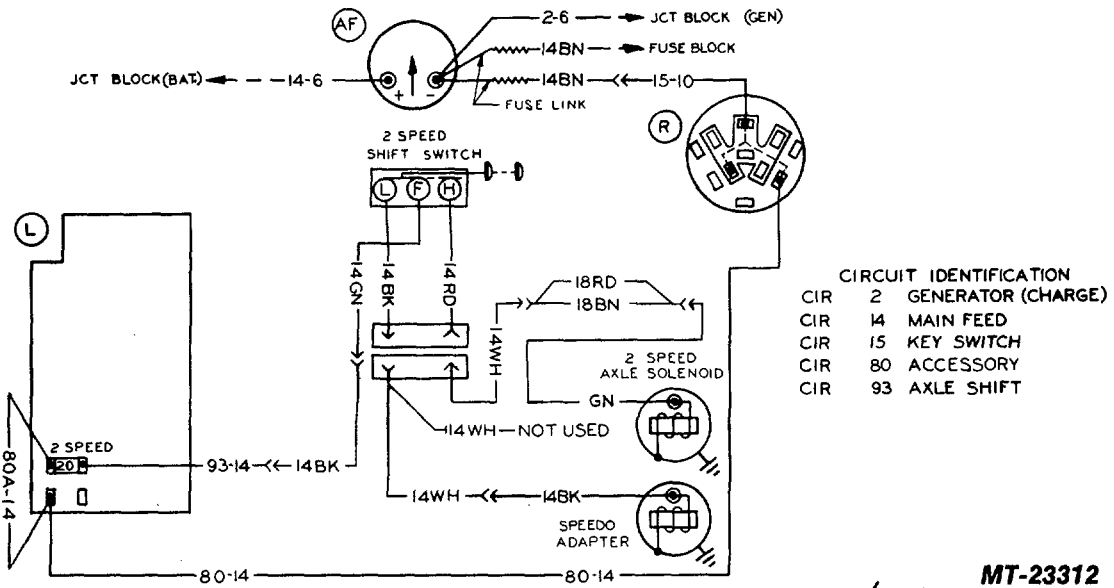 AF
2-6 JCT BLOCK (GEN)
14BN FUSE BLOCK
JCT BLOCK(BAT.) 14-6
+ -
14BN 15-10
FUSE LINK
R
2 SPEED
SHIFT SWITCH
L F H
L
14GN
14BK
14RD
18RD
18BN
14WH
CIRCUIT IDENTIFICATION
CIR 2 GENERATOR (CHARGE)
CIR 14 MAIN FEED
CIR 15 KEY SWITCH
CIR 80 ACCESSORY
CIR 93 AXLE SHIFT
2 SPEED
AXLE SOLENOID
GN
14WH-NOT USED
2 SPEED
20
93-14 14BK
80A-14
14WH 14BK
SPEEDO
ADAPTER
80-14 80-14
MT-23312